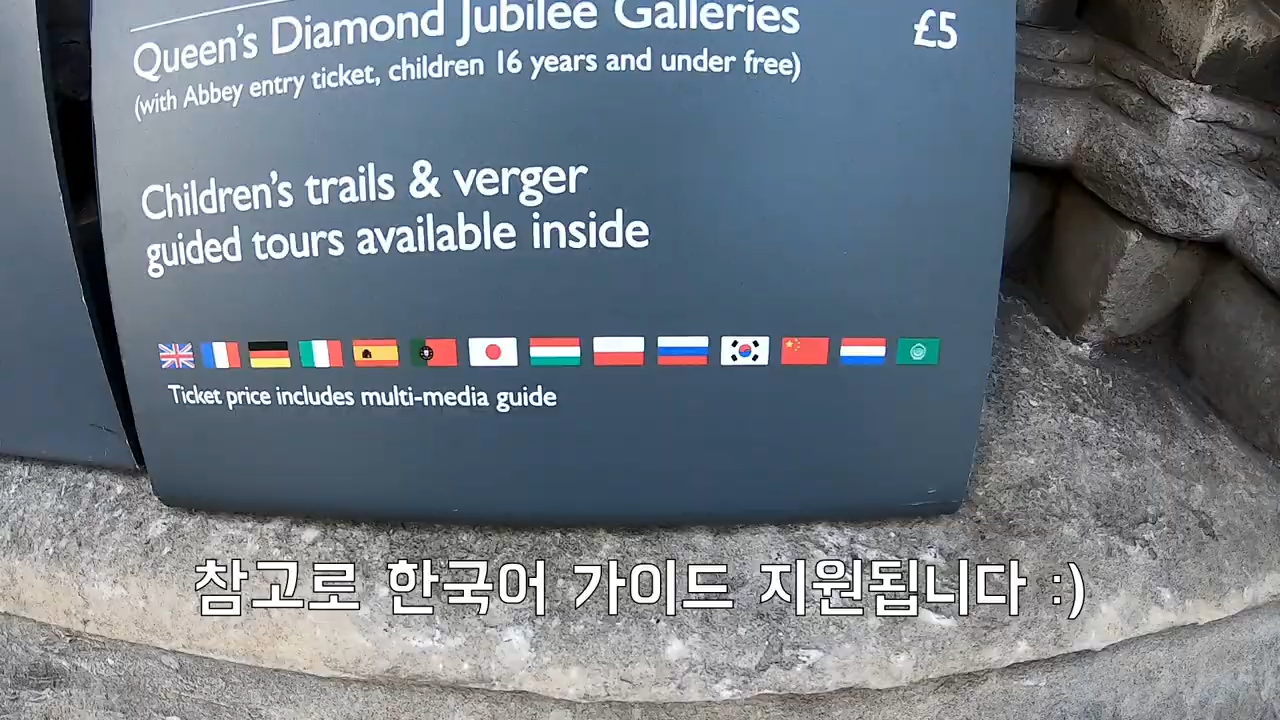 Queen's Diamond Jubilee Galleries £5
(with Abbey entry ticket, children 16 years and under free)
Children's trails & verger
guided tours available inside
Ticket price includes multi-media guide
참고로 한국어 가이드 지원됩니다 :)